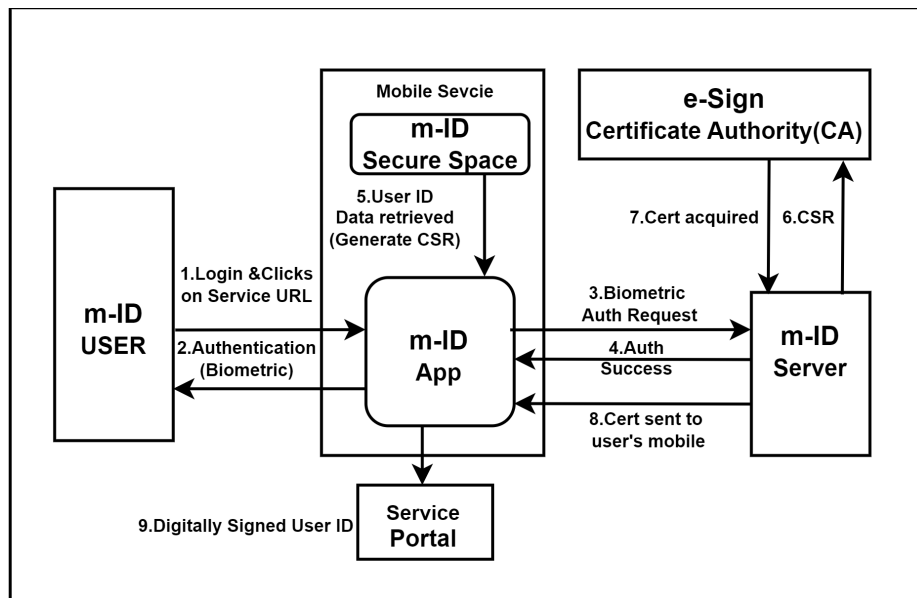 Mobile Sevcie
m-ID
Secure Space
e-Sign
Certificate Authority(CA)
5.User ID
Data retrieved
(Generate CSR)
7.Cert acquired
6.CSR
1.Login &Clicks
on Service URL
m-ID
USER
2.Authentication
(Biometric)
m-ID
App
3.Biometric
Auth Request
4.Auth
Success
m-ID
Server
8.Cert sent to
user's mobile
9.Digitally Signed User ID
Service
Portal